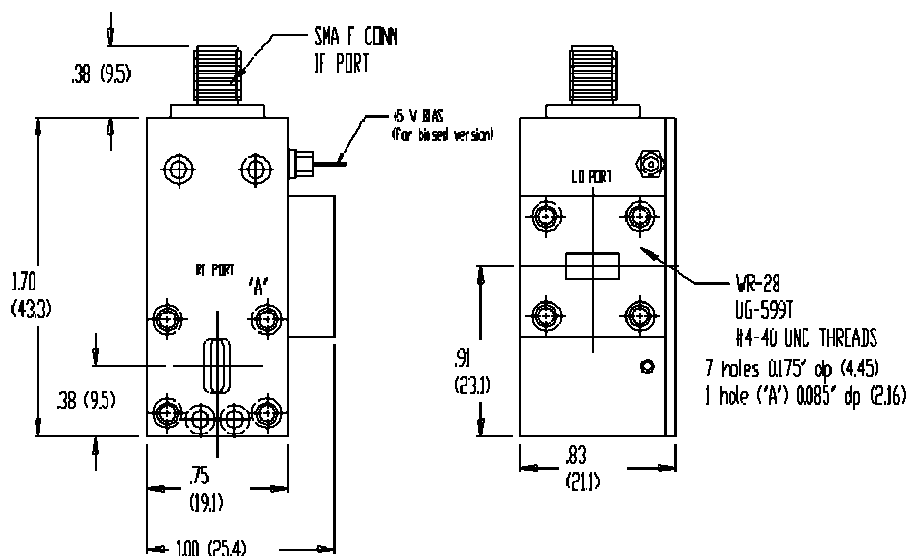 SMA F CONN
IF PORT
.38 (9.5)
+5 V BIAS
(for biased version)
LO PORT
1.70
(43.3)
RF PORT
"A"
WR-28
UG-599T
#4-40 UNC THREADS
7 holes 0.175" dp (4.45)
1 hole ("A") 0.085" dp (2.16)
.91
(23.1)
.38 (9.5)
.75
(19.1)
.83
(21.1)
1.00 (25.4)